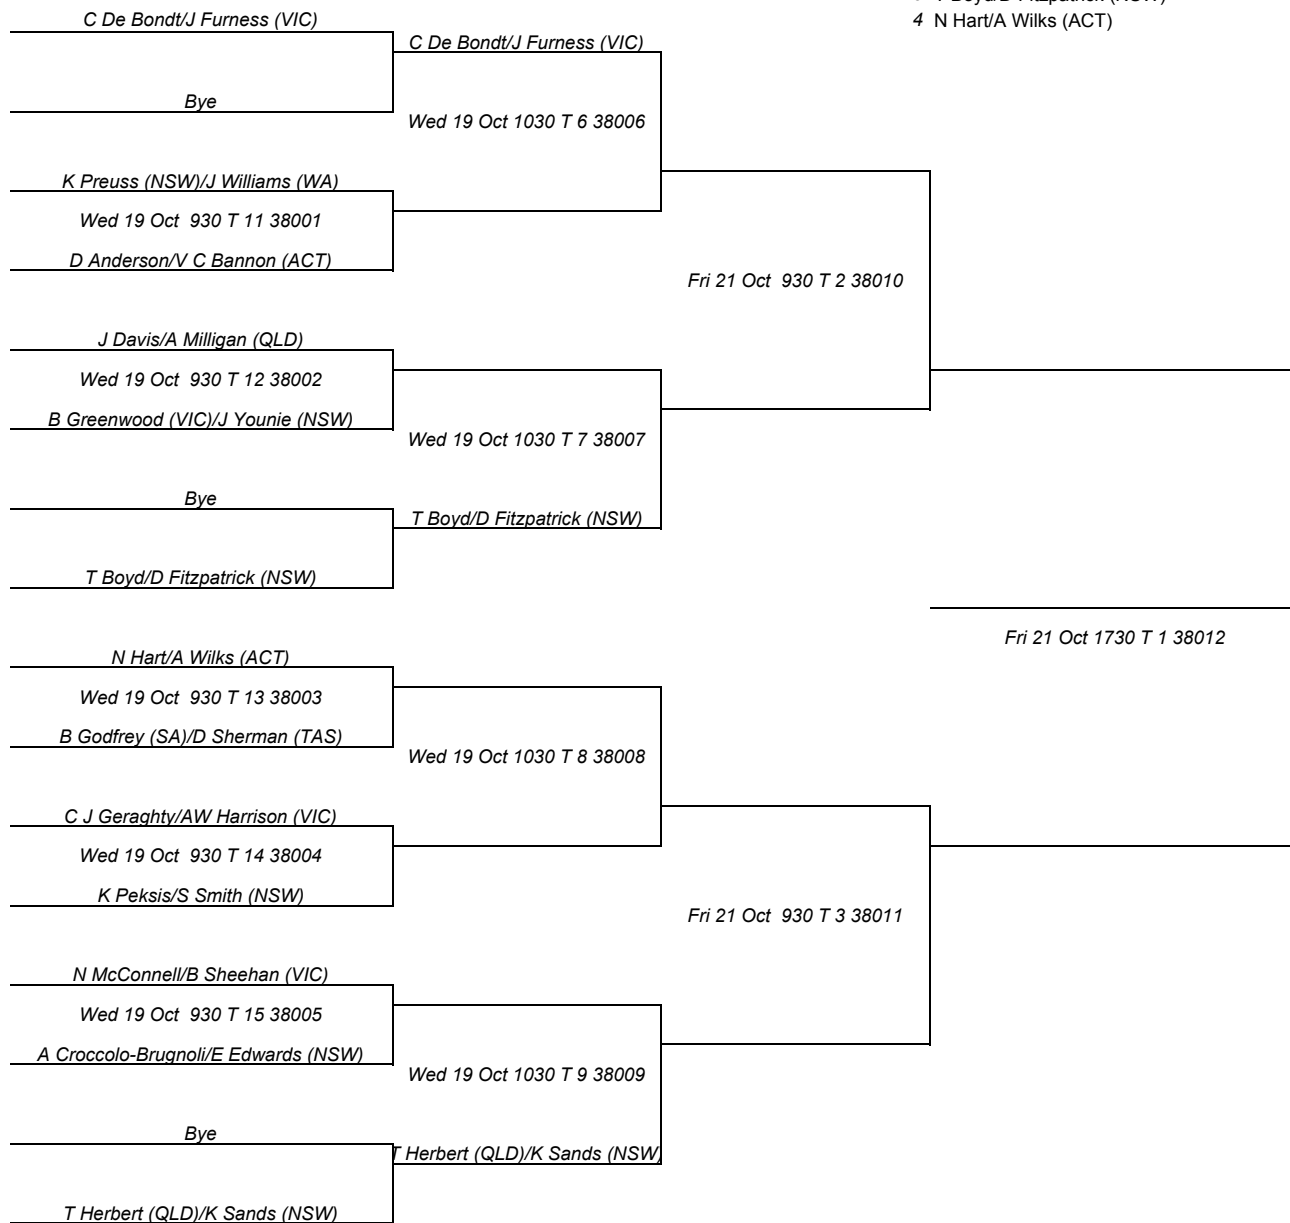 T Boyd/D Fitzpatrick (NSW)
4 N Hart/A Wilks (ACT)
C De Bondt/J Furness (VIC)
C De Bondt/J Furness (VIC)
Bye
Wed 19 Oct 1030 T 6 38006
K Preuss (NSW)/J Williams (WA)
Wed 19 Oct 930 T 11 38001
D Anderson/V C Bannon (ACT)
Fri 21 Oct 930 T 2 38010
J Davis/A Milligan (QLD)
Wed 19 Oct 930 T 12 38002
B Greenwood (VIC)/J Younie (NSW)
Wed 19 Oct 1030 T 7 38007
Bye
T Boyd/D Fitzpatrick (NSW)
T Boyd/D Fitzpatrick (NSW)
Fri 21 Oct 1730 T 1 38012
N Hart/A Wilks (ACT)
Wed 19 Oct 930 T 13 38003
B Godfrey (SA)/D Sherman (TAS)
Wed 19 Oct 1030 T 8 38008
C J Geraghty/AW Harrison (VIC)
Wed 19 Oct 930 T 14 38004
K Peksis/S Smith (NSW)
Fri 21 Oct 930 T 3 38011
N McConnell/B Sheehan (VIC)
Wed 19 Oct 930 T 15 38005
A Croccolo-Brugnoli/E Edwards (NSW)
Wed 19 Oct 1030 T 9 38009
Bye
T Herbert (QLD)/K Sands (NSW)
T Herbert (QLD)/K Sands (NSW)